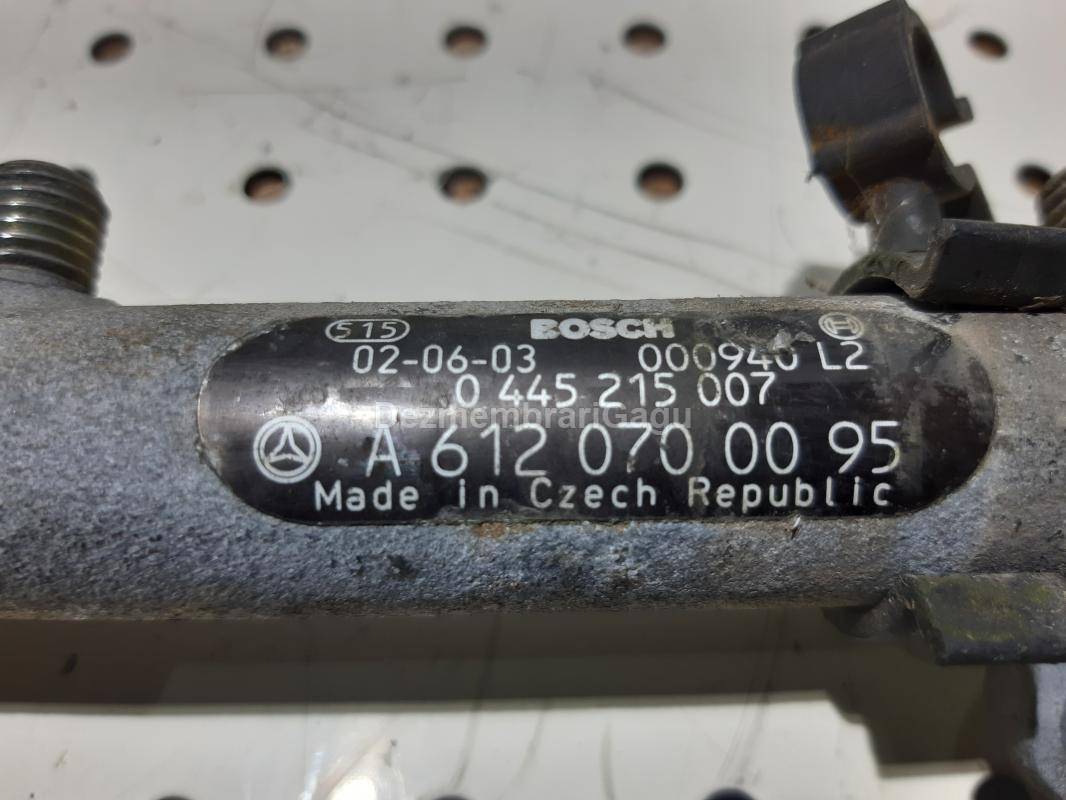 515 BOSCH
02-06-03 000940 L2
0 445 215 007
DezmembrariGagu
A 612 070 00 95
Made in Czech Republic